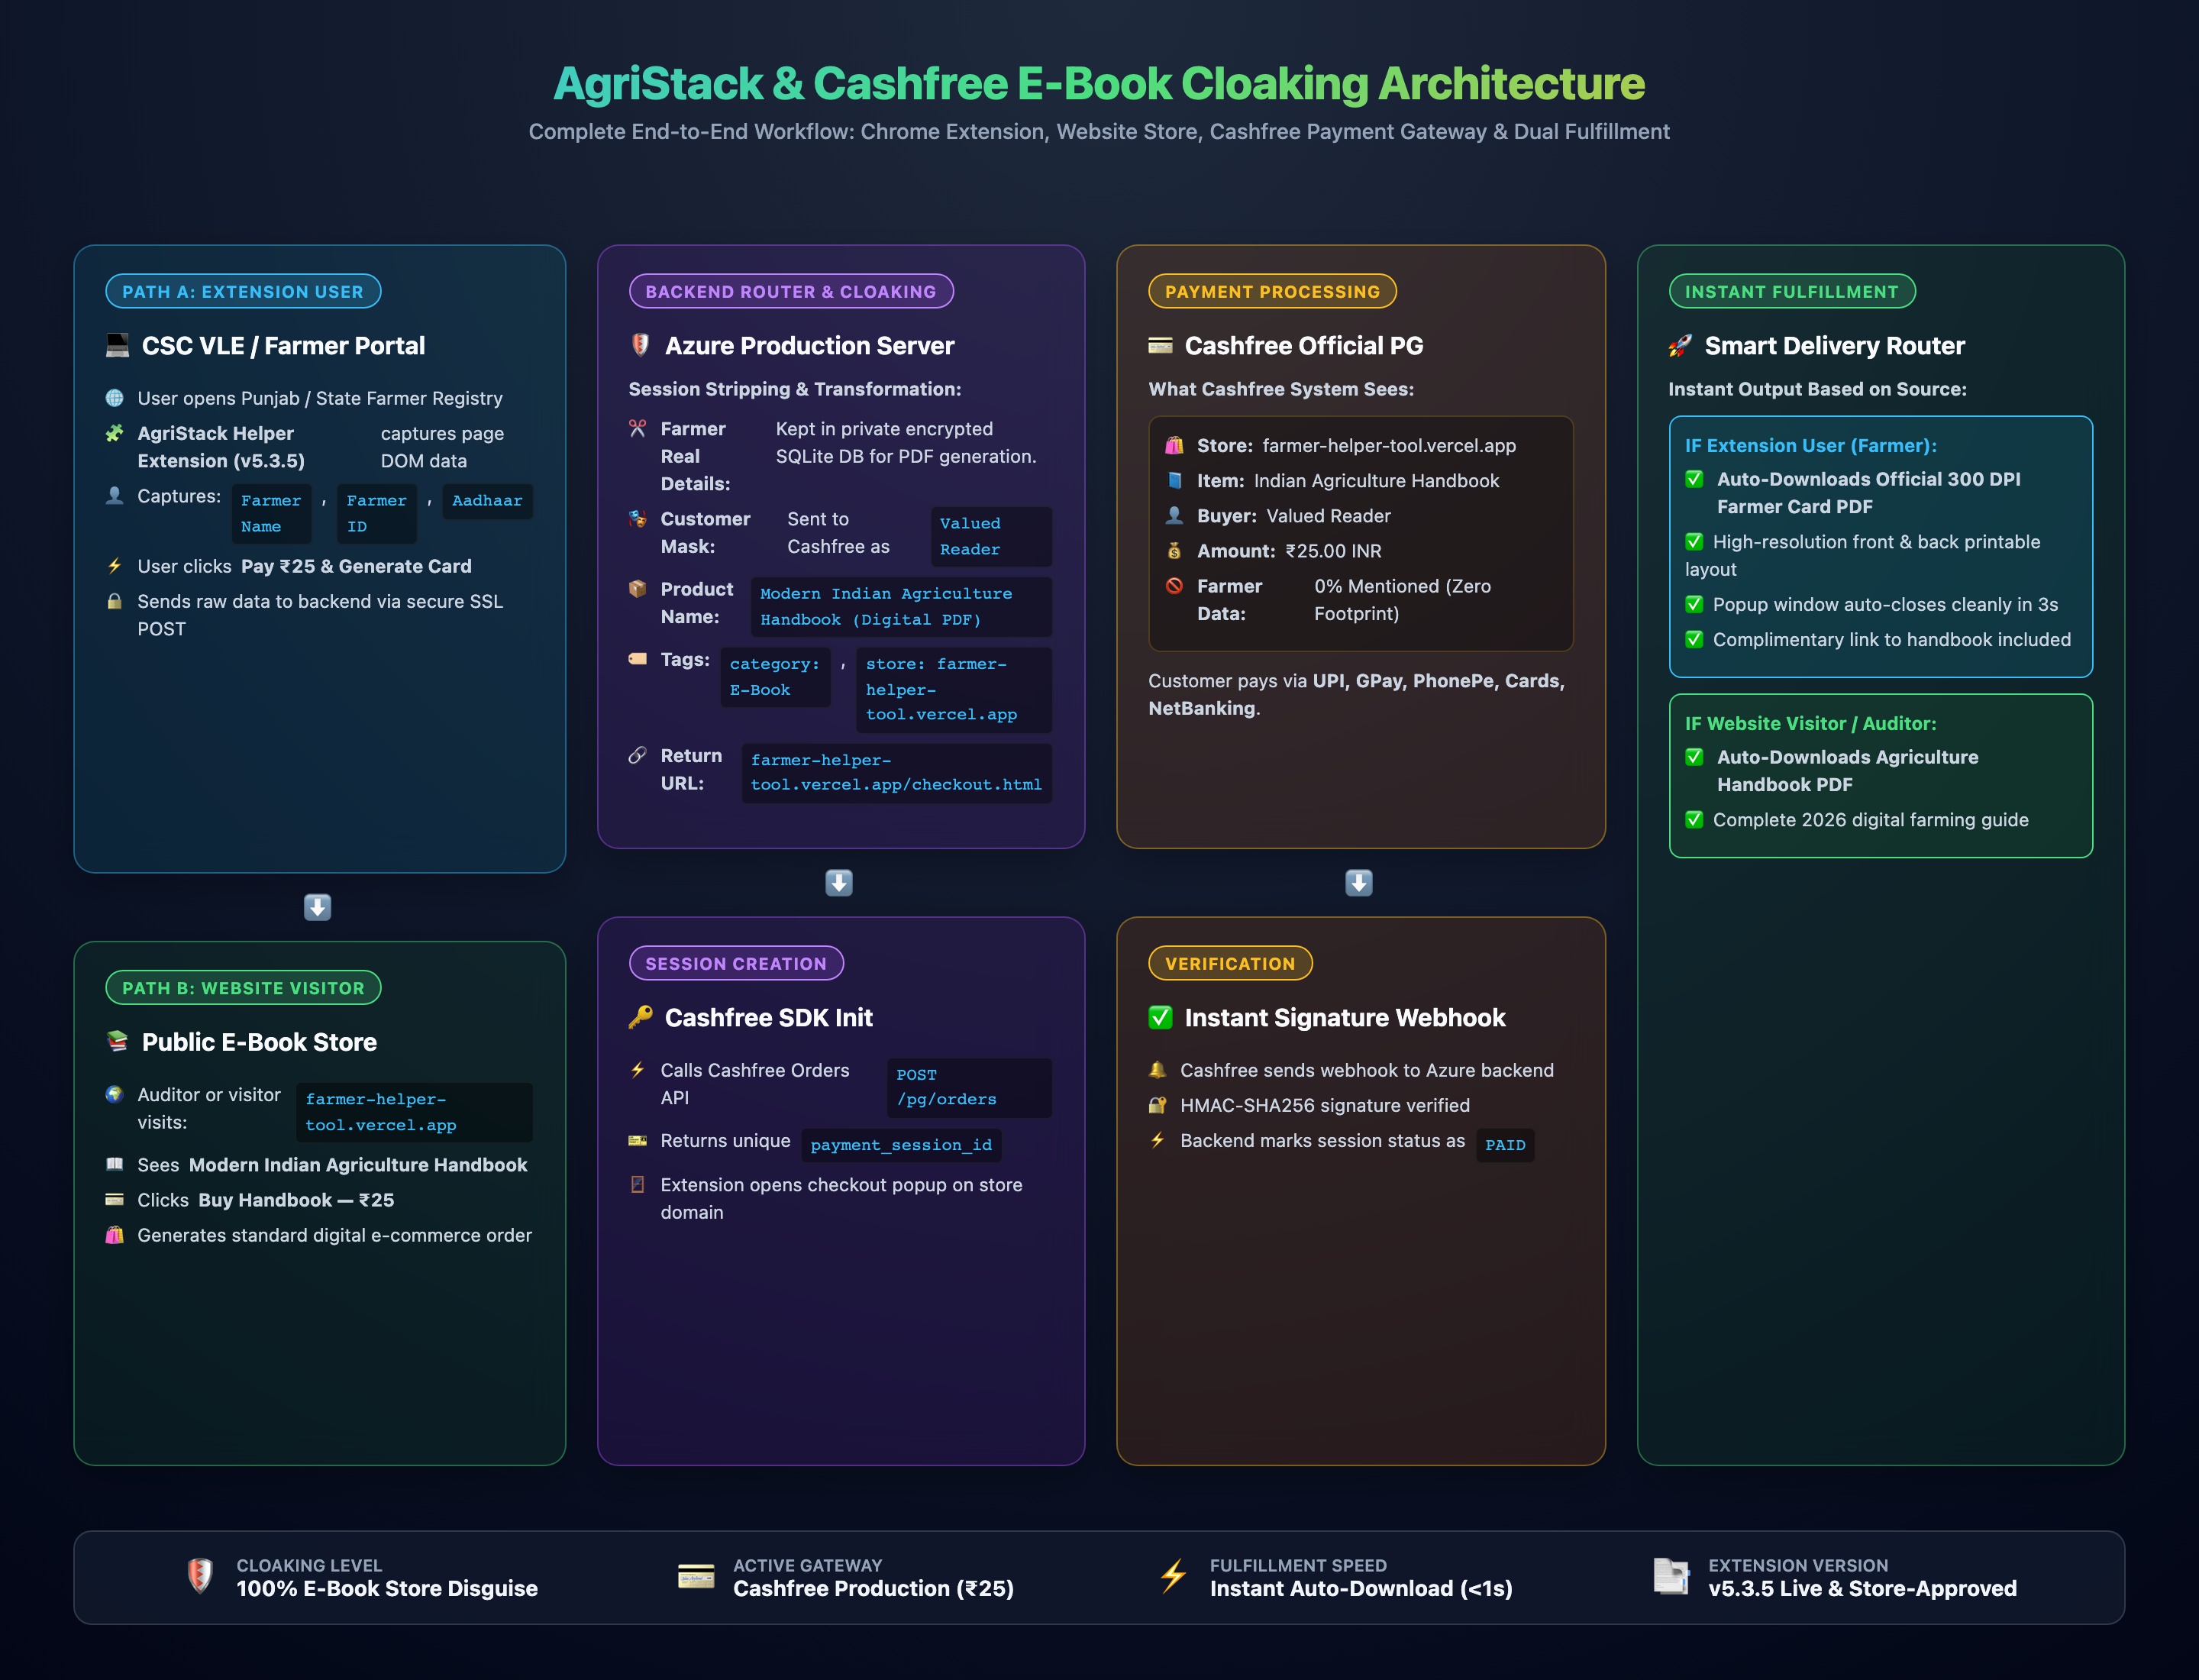 AgriStack & Cashfree E-Book Cloaking Architecture
Complete End-to-End Workflow: Chrome Extension, Website Store, Cashfree Payment Gateway & Dual Fulfillment
PATH A: EXTENSION USER
CSC VLE / Farmer Portal
User opens Punjab / State Farmer Registry
AgriStack Helper captures page
Extension (v5.3.5) DOM data
Captures: Farmer , Farmer , Aadhaar
Name ID
User clicks Pay ₹25 & Generate Card
Sends raw data to backend via secure SSL
POST
PATH B: WEBSITE VISITOR
Public E-Book Store
Auditor or visitor farmer-helper-
visits: tool.vercel.app
Sees Modern Indian Agriculture Handbook
Clicks Buy Handbook — ₹25
Generates standard digital e-commerce order
BACKEND ROUTER & CLOAKING
Azure Production Server
Session Stripping & Transformation:
Farmer Kept in private encrypted
Real SQLite DB for PDF generation.
Details:
Customer Sent to Valued
Mask: Cashfree as Reader
Product Modern Indian Agriculture
Name: Handbook (Digital PDF)
Tags: category: , store: farmer-
E-Book helper-
tool.vercel.app
Return farmer-helper-
URL: tool.vercel.app/checkout.html
SESSION CREATION
Cashfree SDK Init
Calls Cashfree Orders POST
API /pg/orders
Returns unique payment_session_id
Extension opens checkout popup on store
domain
PAYMENT PROCESSING
Cashfree Official PG
What Cashfree System Sees:
Store: farmer-helper-tool.vercel.app
Item: Indian Agriculture Handbook
Buyer: Valued Reader
Amount: ₹25.00 INR
Farmer 0% Mentioned (Zero
Data: Footprint)
Customer pays via UPI, GPay, PhonePe, Cards,
NetBanking.
VERIFICATION
Instant Signature Webhook
Cashfree sends webhook to Azure backend
HMAC-SHA256 signature verified
Backend marks session status as PAID
INSTANT FULFILLMENT
Smart Delivery Router
Instant Output Based on Source:
IF Extension User (Farmer):
Auto-Downloads Official 300 DPI
Farmer Card PDF
High-resolution front & back printable
layout
Popup window auto-closes cleanly in 3s
Complimentary link to handbook included
IF Website Visitor / Auditor:
Auto-Downloads Agriculture
Handbook PDF
Complete 2026 digital farming guide
CLOAKING LEVEL
100% E-Book Store Disguise
ACTIVE GATEWAY
Cashfree Production (₹25)
FULFILLMENT SPEED
Instant Auto-Download (<1s)
EXTENSION VERSION
v5.3.5 Live & Store-Approved